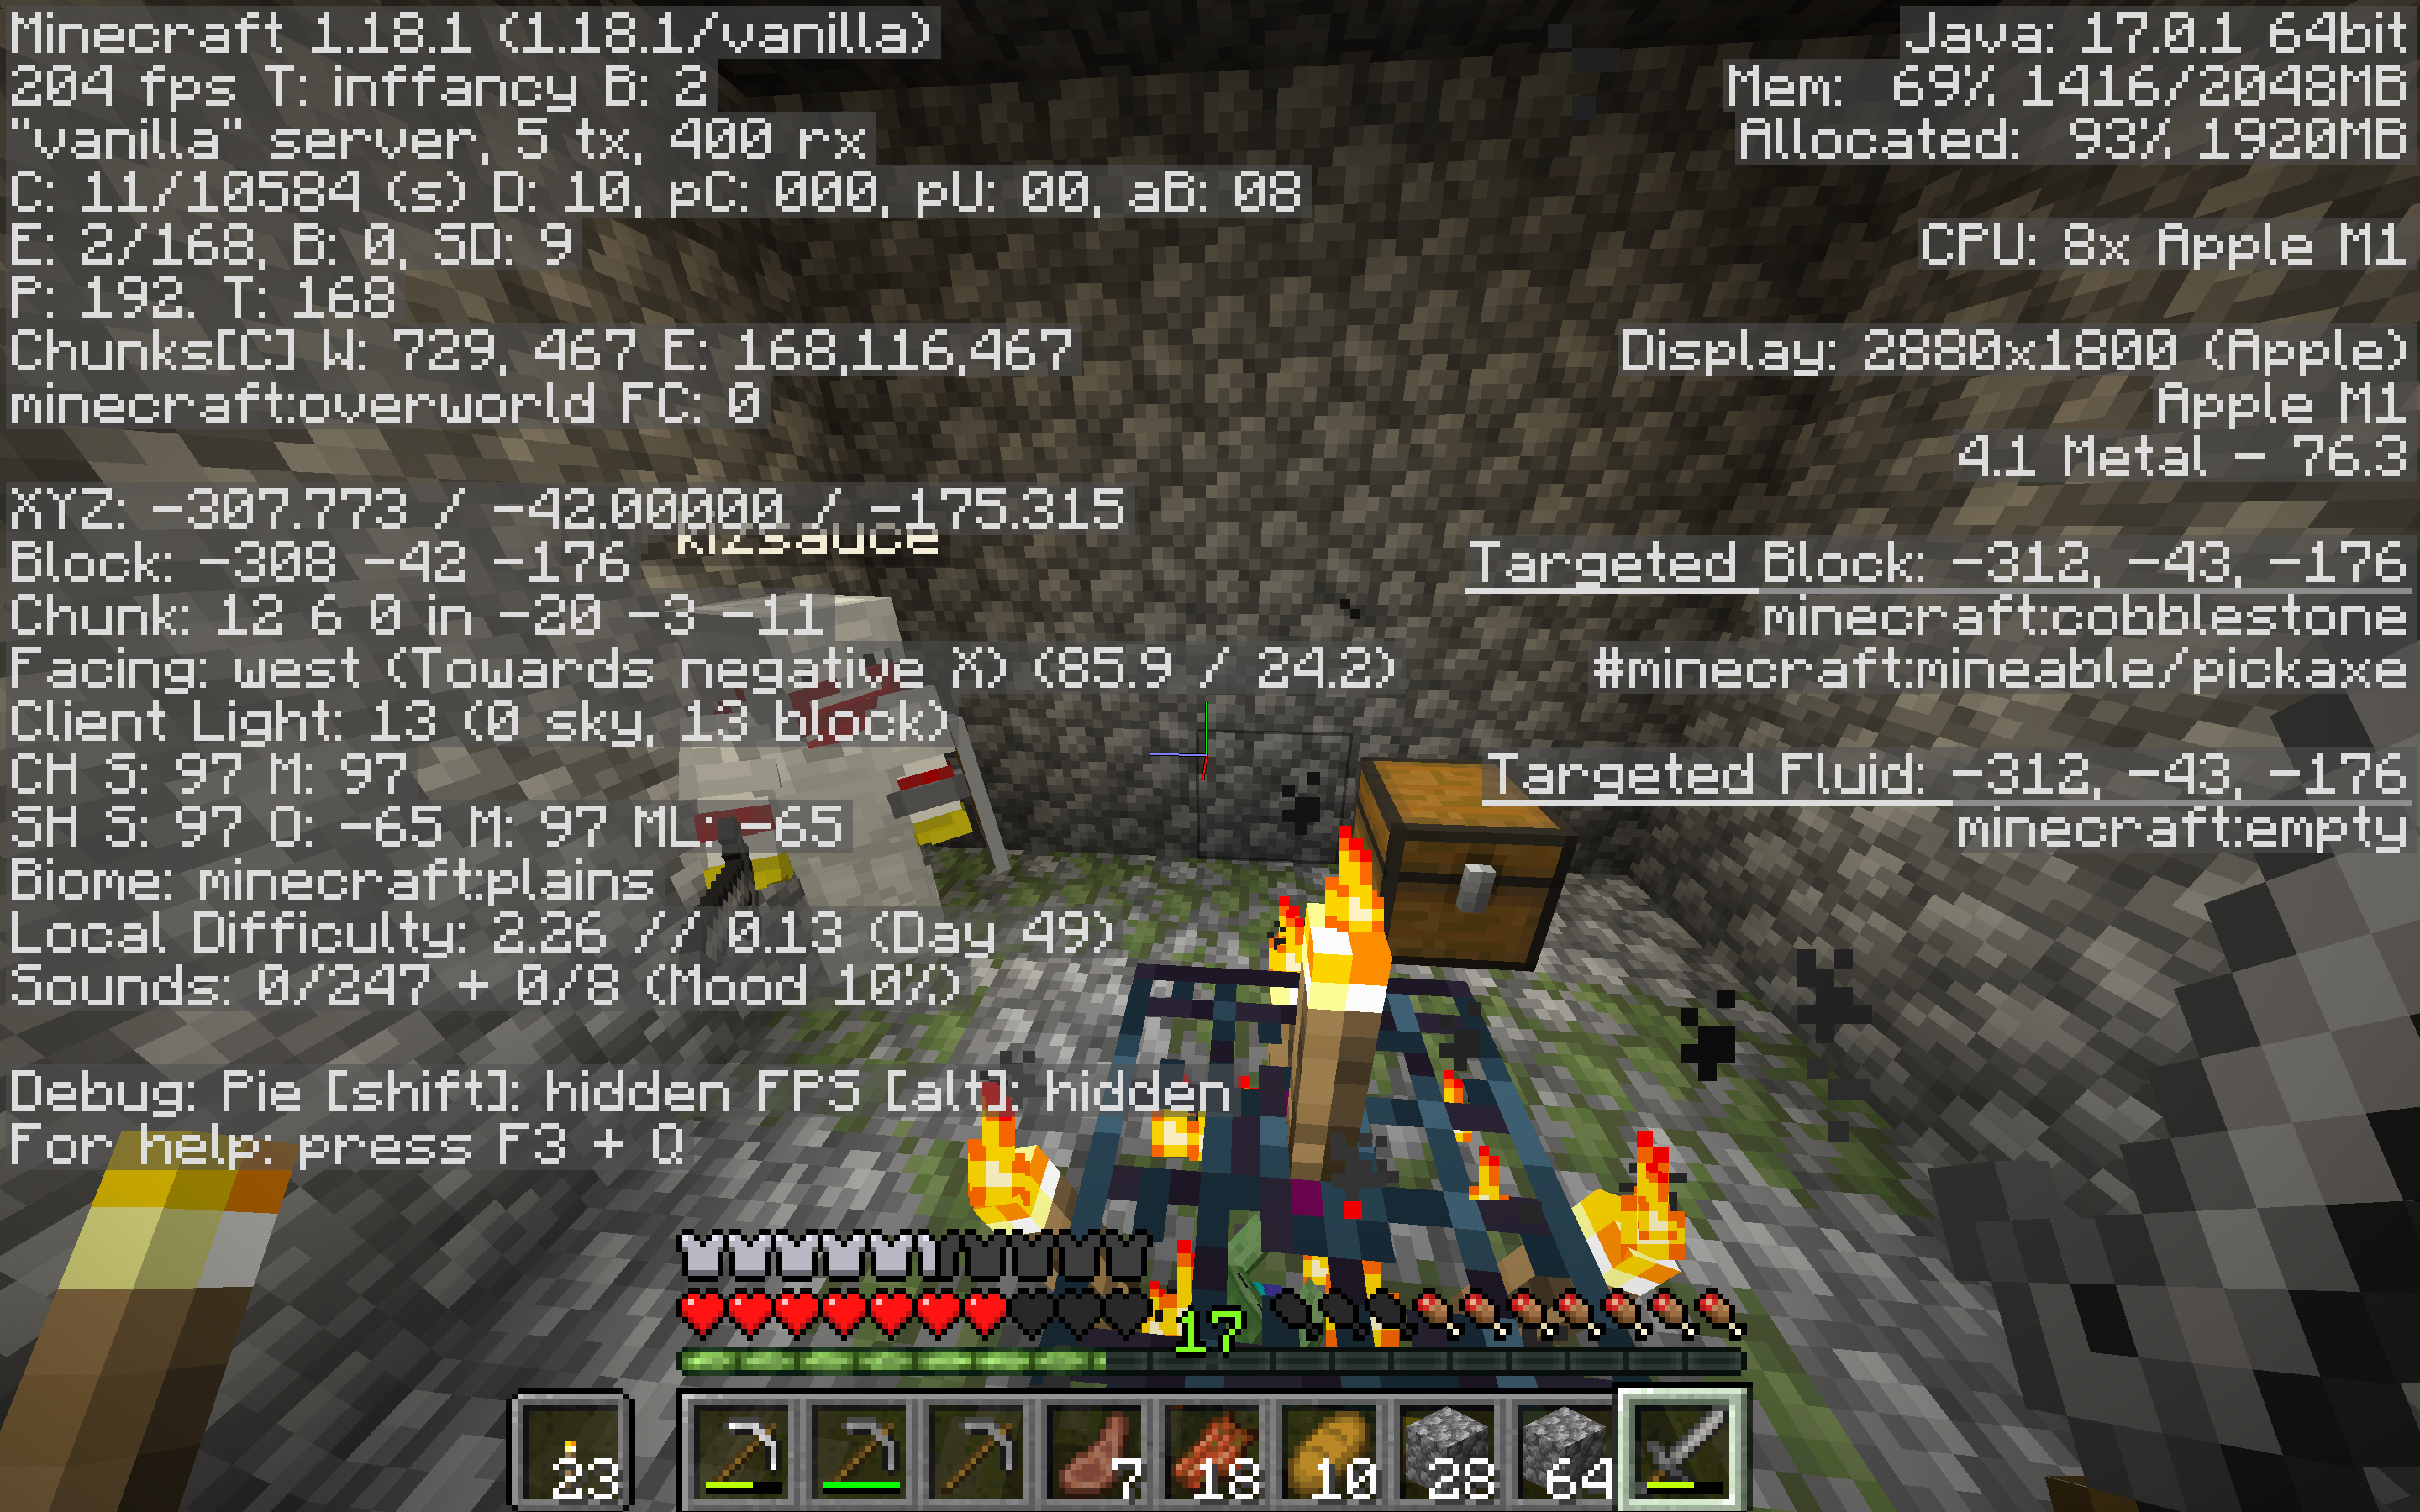 Minecraft 1.18.1 (1.18.1/vanilla)
204 fps T: inffancy B: 2
"vanilla" server, 5 tx, 400 rx
C: 11/10584 (s) D: 10, pC: 000, pU: 00, aB: 08
E: 2/168, B: 0, SD: 9
P: 192. T: 168
Chunks[C] W: 729, 467 E: 168,116,467
minecraft:overworld FC: 0
XYZ: -307.773 / -42.00000 / -175.315
kizsauce
Block: -308 -42 -176
Chunk: 12 6 0 in -20 -3 -11
Facing: west (Towards negative X) (85.9 / 24.2)
Client Light: 13 (0 sky, 13 block)
CH S: 97 M: 97
SH S: 97 O: -65 M: 97 ML: -65
Biome: minecraft:plains
Local Difficulty: 2.26 // 0.13 (Day 49)
Sounds: 0/247 + 0/8 (Mood 10%)
Debug: Pie [shift]: hidden FPS [alt]: hidden
For help: press F3 + Q
Java: 17.0.1 64bit
Mem: 69% 1416/2048MB
Allocated: 93% 1920MB
CPU: 8x Apple M1
Display: 2880x1800 (Apple)
Apple M1
4.1 Metal - 76.3
Targeted Block: -312, -43, -176
minecraft:cobblestone
#minecraft:mineable/pickaxe
Targeted Fluid: -312, -43, -176
minecraft:empty
17
23
7
18
10
28
64